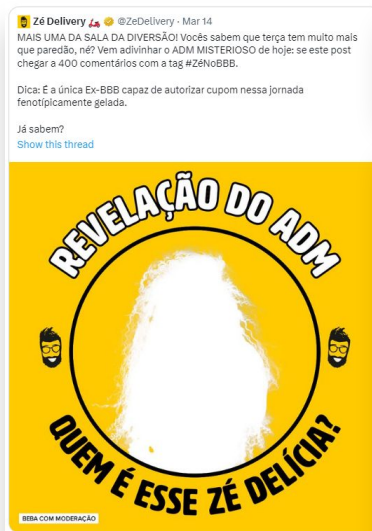 Zé Delivery 🛵 @ZeDelivery · Mar 14
MAIS UMA DA SALA DA DIVERSÃO! Vocês sabem que terça tem muito mais
que paredão, né? Vem adivinhar o ADM MISTERIOSO de hoje: se este post
chegar a 400 comentários com a tag #ZéNoBBB.
Dica: É a única Ex-BBB capaz de autorizar cupom nessa jornada
fenotípicamente gelada.
Já sabem?
Show this thread
REVELAÇÃO DO ADM
QUEM É ESSE ZÉ DELÍCIA?
BEBA COM MODERAÇÃO